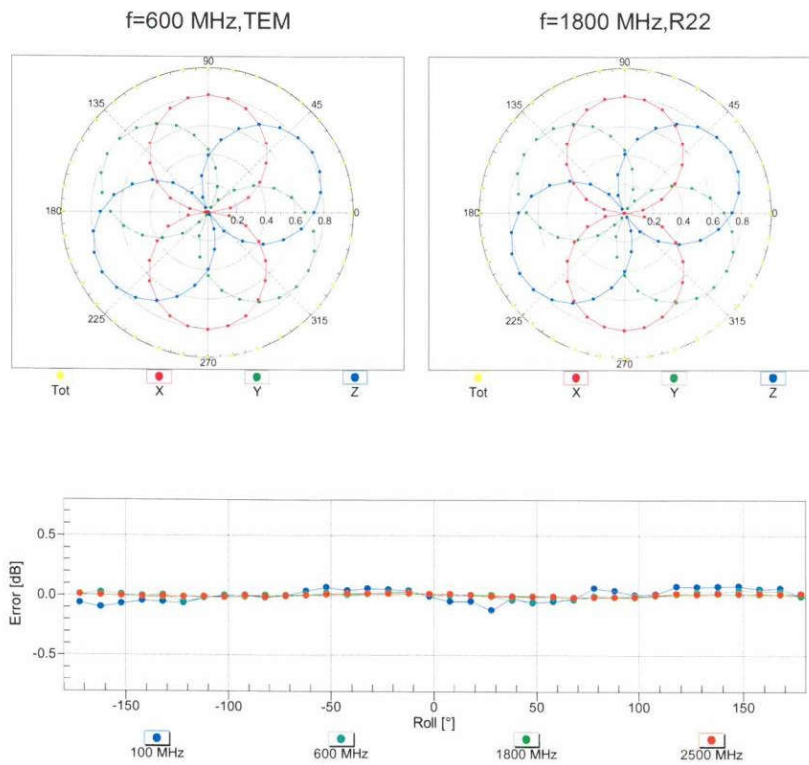 f=600 MHz,TEM
f=1800 MHz,R22
90
135
45
180
0.2 0.4 0.6 0.8
0
225
315
270
Tot X Y Z
90
135
45
180
0.2 0.4 0.6 0.8
0
225
315
270
Tot X Y Z
Error [dB]
0.5
0.0
-0.5
-150 -100 -50 0 50 100 150
Roll [°]
100 MHz 600 MHz 1800 MHz 2500 MHz